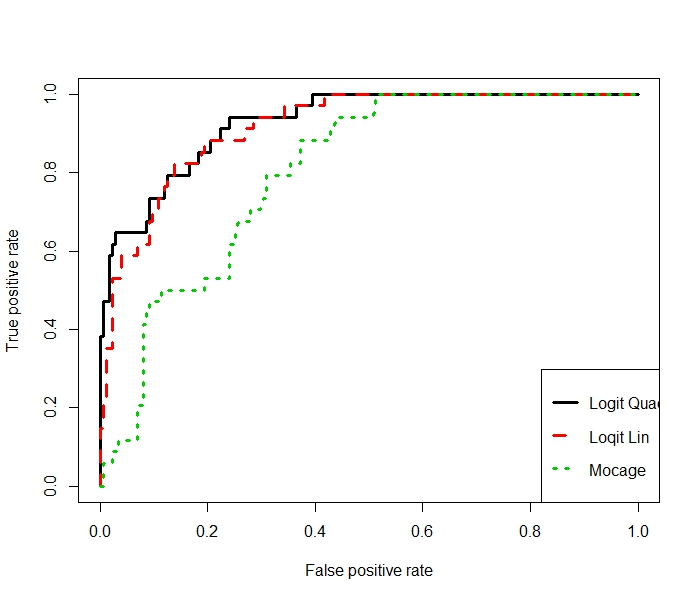 True positive rate
1.0
0.8
0.6
0.4
0.2
0.0
Logit Quad
Loqit Lin
Mocage
0.0 0.2 0.4 0.6 0.8 1.0
False positive rate